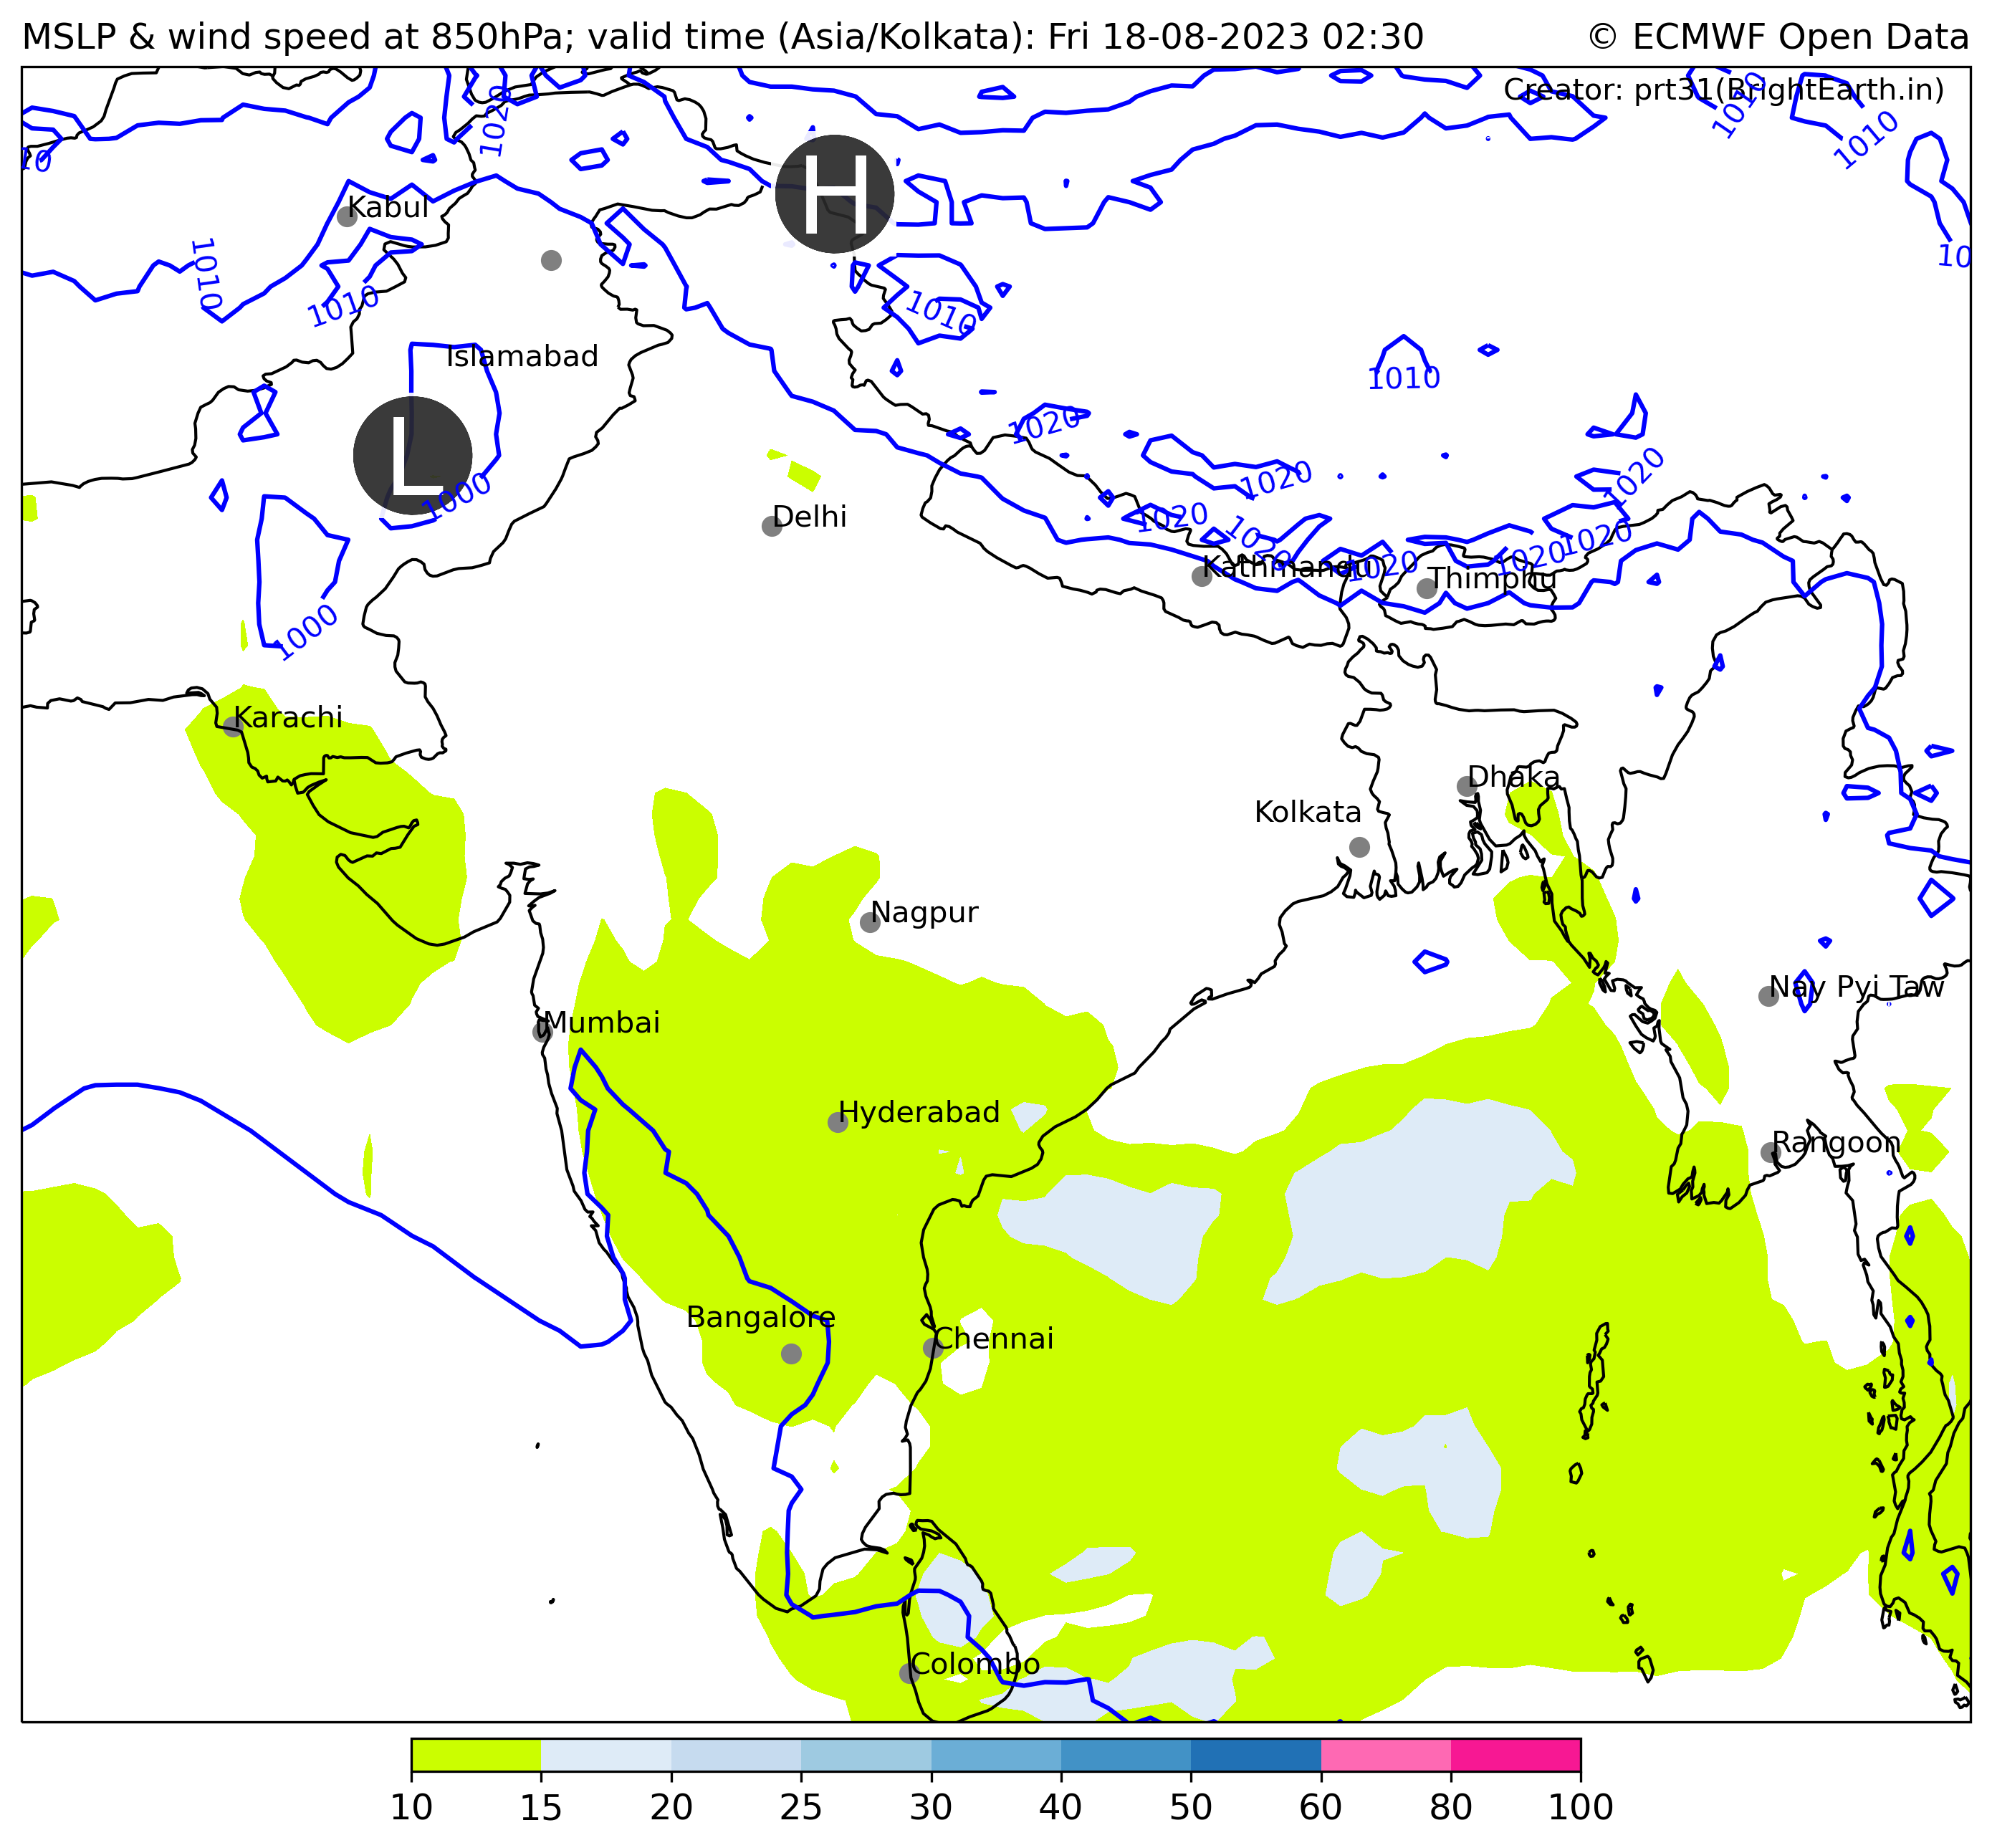 MSLP & wind speed at 850hPa; valid time (Asia/Kolkata): Fri 18-08-2023 02:30
© ECMWF Open Data
Creator: prt31(BrightEarth.in)
1020
1010
1010
10
H
Kabul
1010
10
1010
1010
Islamabad
1010
1020
L
1000
1020
1020
1020
Delhi
1020
1020
1020
1020
Kathmandu
1020
Thimphu
1000
Karachi
Dhaka
Kolkata
Nagpur
Nay Pyi Taw
Mumbai
Hyderabad
Rangoon
Bangalore
Chennai
Colombo
10 15 20 25 30 40 50 60 80 100